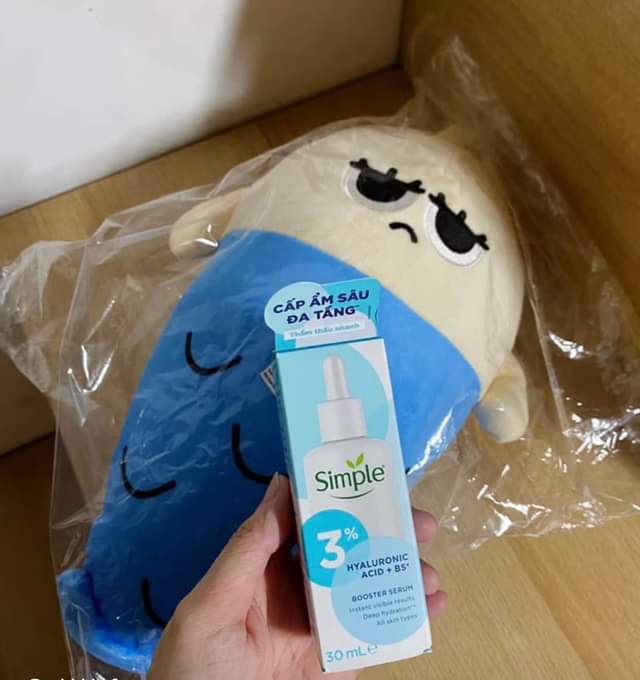 CẤP ẨM SÂU
ĐA TẦNG
Thẩm thấu nhanh
Simple
3%
HYALURONIC
ACID + B5*
BOOSTER SERUM
Instant visible results
Deep hydration**
All skin types
30 mL e